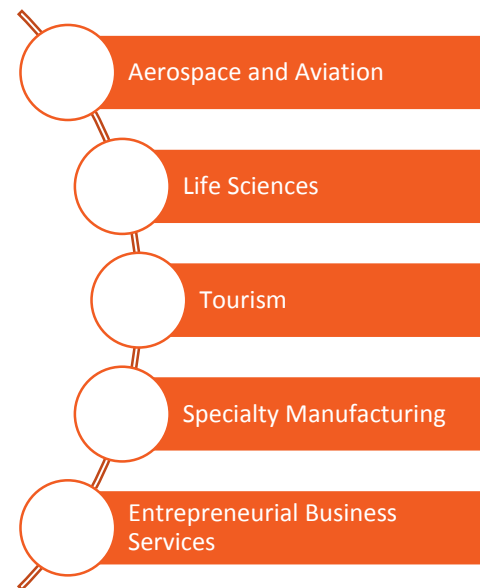 Aerospace and Aviation
Life Sciences
Tourism
Specialty Manufacturing
Entrepreneurial Business
Services